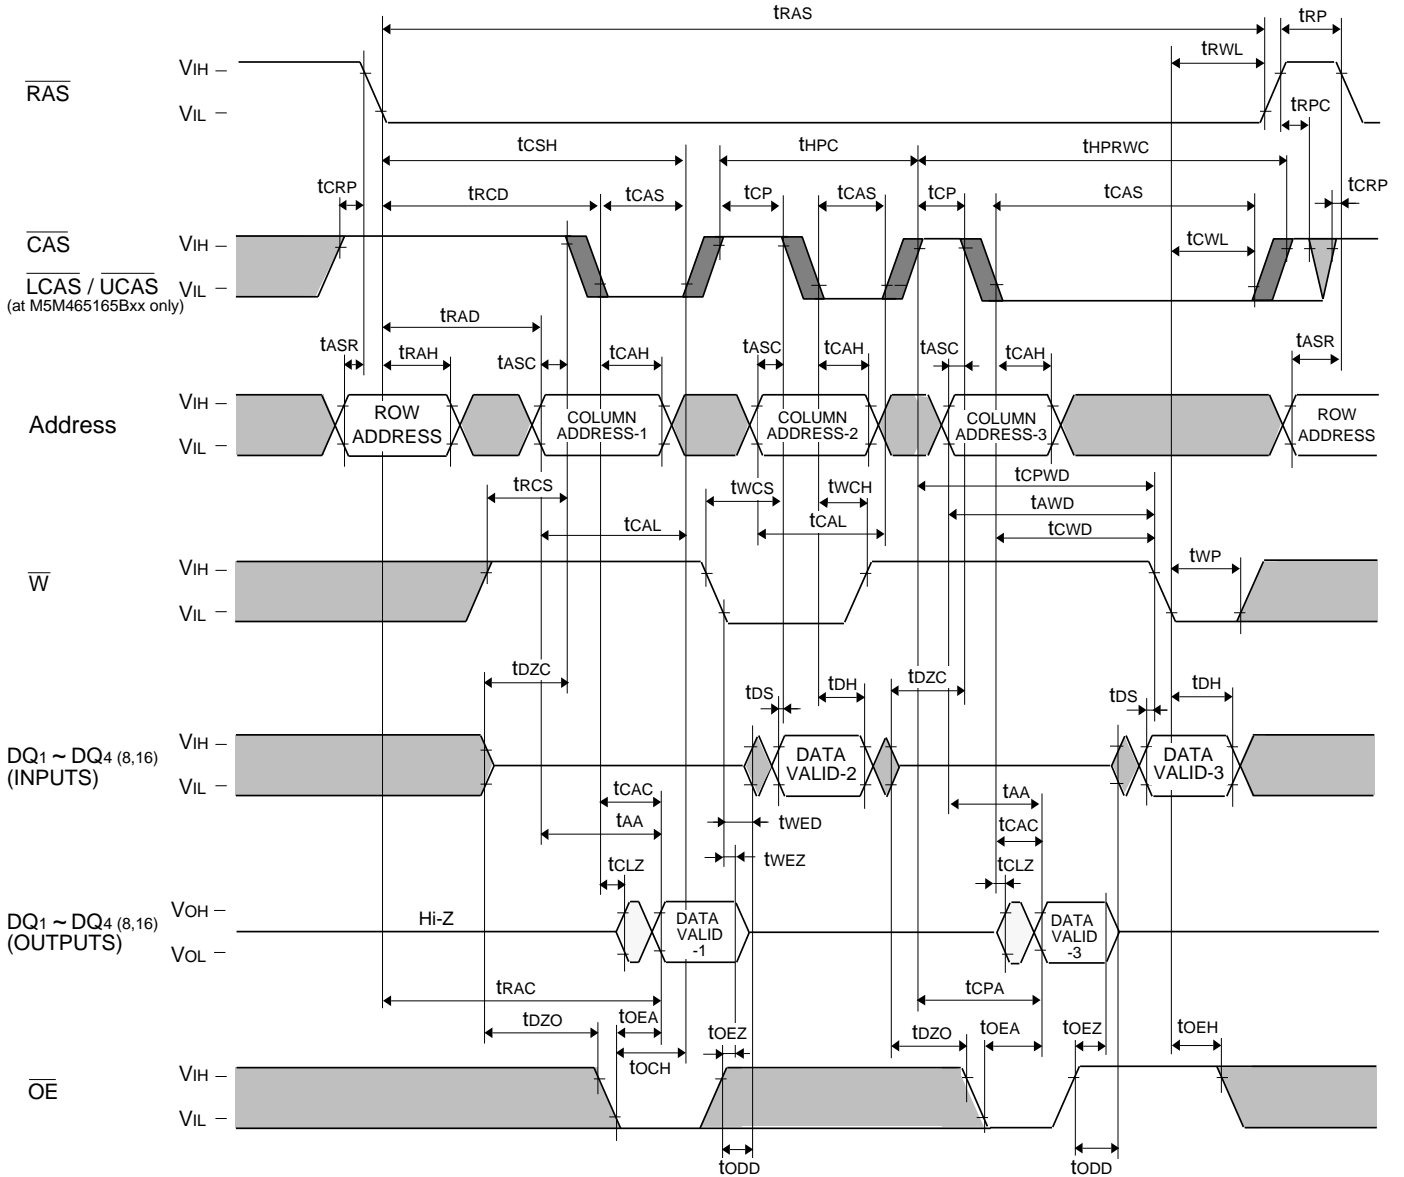 tRAS
tRP
tRWL
RAS
VIH
VIL
tRPC
tCSH
tHPC
tHPRWC
tCRP
tRCD
tCAS
tCP
tCAS
tCP
tCAS
tCRP
CAS
VIH
tCWL
LCAS / UCAS
VIL
(at M5M465165Bxx only)
tRAD
tASR
tRAH
tASC
tCAH
tASC
tCAH
tASC
tCAH
tASR
Address
VIH
VIL
ROW
ADDRESS
COLUMN
ADDRESS-1
COLUMN
ADDRESS-2
COLUMN
ADDRESS-3
ROW
ADDRESS
tCPWD
tRCS
tWCS
tWCH
tAWD
tCAL
tCAL
tCWD
W
VIH
VIL
tWP
tDZC
tDS
tDH
tDZC
tDS
tDH
DQ1 ~ DQ4 (8,16)
(INPUTS)
VIH
VIL
DATA
VALID-2
DATA
VALID-3
tCAC
tAA
tAA
tWED
tCAC
tCLZ
tWEZ
tCLZ
DQ1 ~ DQ4 (8,16)
(OUTPUTS)
VOH
VOL
Hi-Z
DATA
VALID
-1
DATA
VALID
-3
tRAC
tCPA
tDZO
tOEA
tOEZ
tDZO
tOEA
tOEZ
tOEH
tOCH
OE
VIH
VIL
tODD
tODD